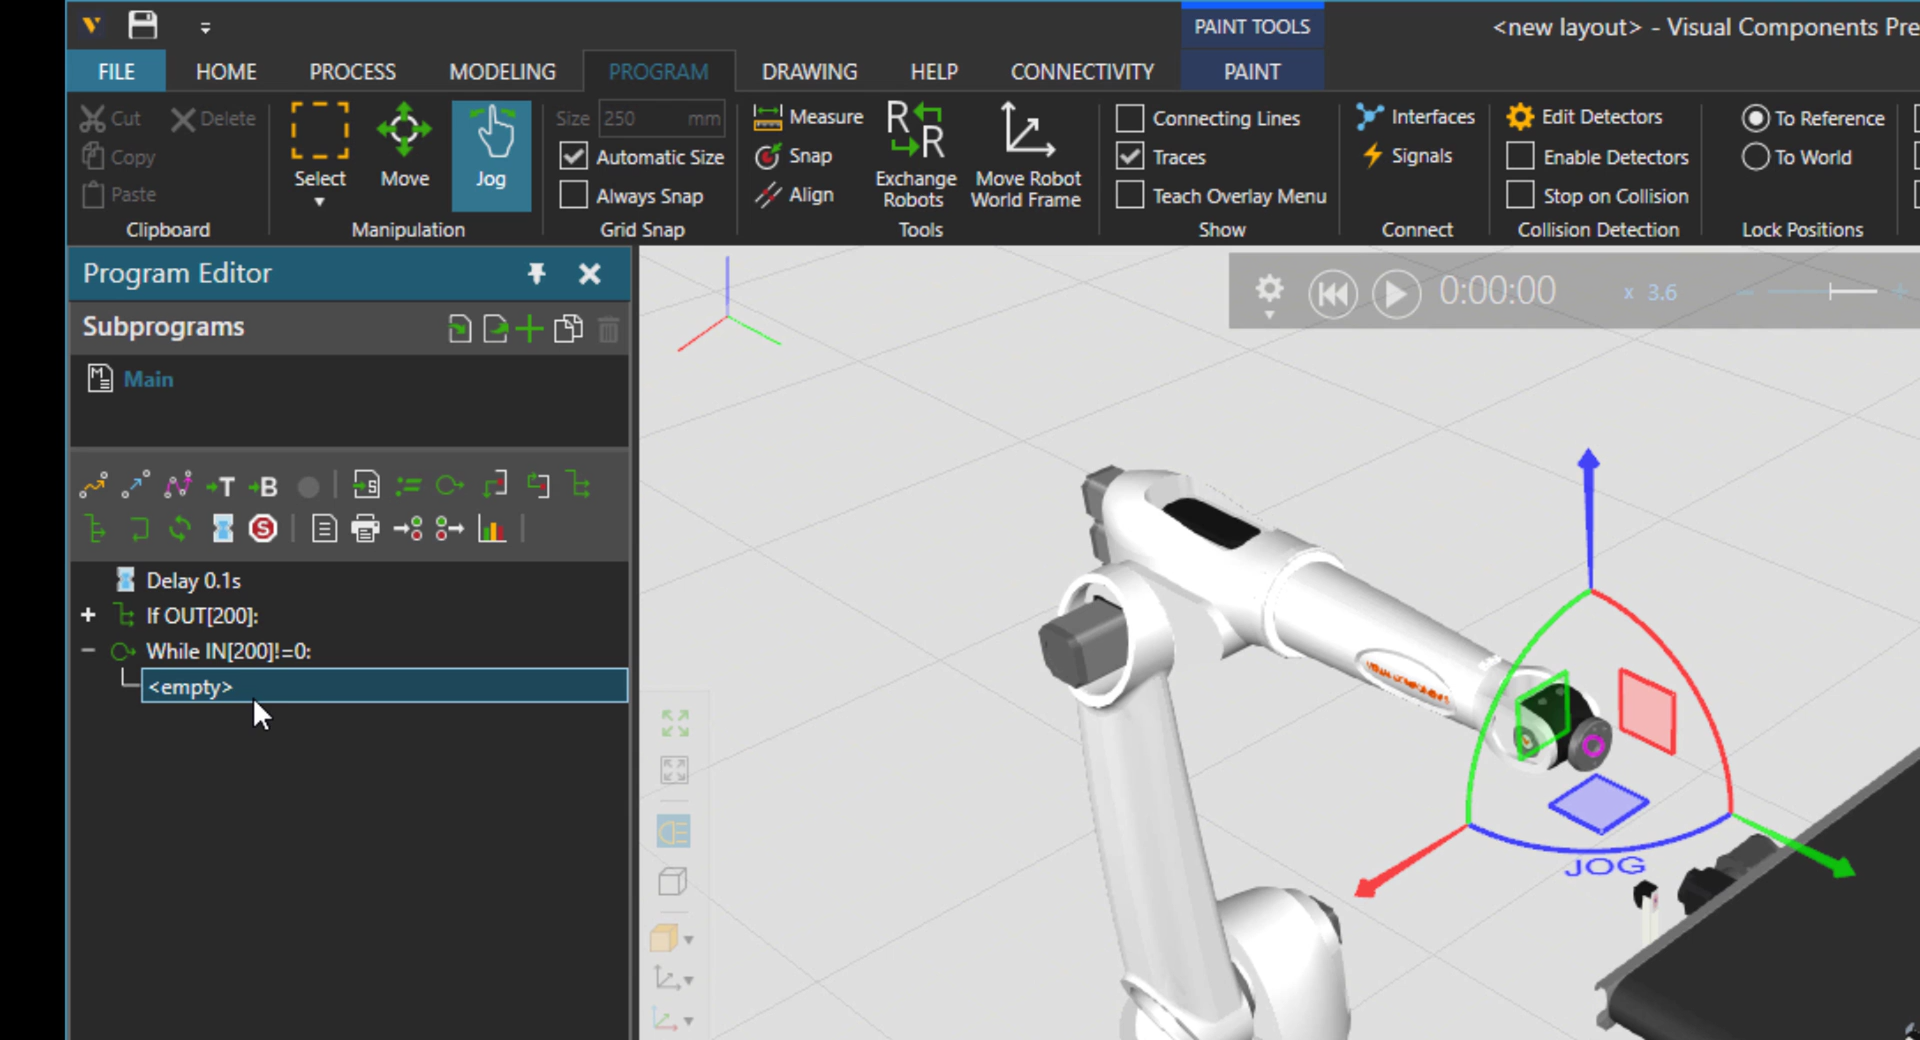 PAINT TOOLS
<new layout> - Visual Components Pre
FILE HOME PROCESS MODELING PROGRAM DRAWING HELP CONNECTIVITY PAINT
Cut Delete
Copy
Paste
Clipboard
Select Move Jog
Manipulation
Size 250 mm
Automatic Size
Always Snap
Grid Snap
Measure
Snap
Align
Exchange Robots
Move Robot World Frame
Tools
Connecting Lines
Traces
Teach Overlay Menu
Show
Interfaces
Signals
Connect
Edit Detectors
Enable Detectors
Stop on Collision
Collision Detection
To Reference
To World
Lock Positions
Program Editor
Subprograms
Main
Delay 0.1s
If OUT[200]:
While IN[200]!=0:
<empty>
0:00:00 x 3.6
VISUAL COMPONENTS
JOG